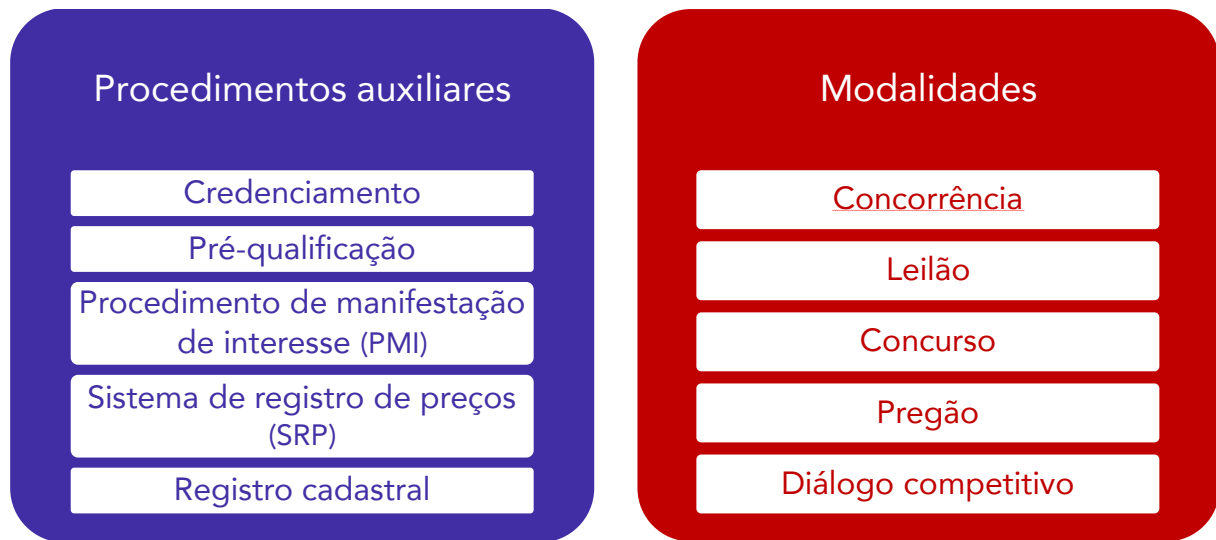 Procedimentos auxiliares
Credenciamento
Pré-qualificação
Procedimento de manifestação
de interesse (PMI)
Sistema de registro de preços
(SRP)
Registro cadastral
Modalidades
Concorrência
Leilão
Concurso
Pregão
Diálogo competitivo